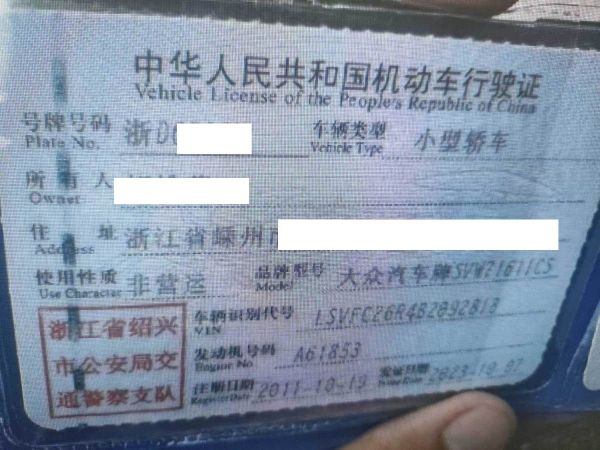 中华人民共和国机动车行驶证
Vehicle License of the People's Republic of China
号牌号码 浙D 车辆类型 小型轿车
Plate No. Vehicle Type
所有人
Owner
住址 浙江省嵊州市
Address
使用性质 非营运 品牌型号 大众汽车牌SVW71611CS
Use Character Model
浙江省绍兴
市公安局交
通警察支队
车辆识别代号 LSVFC26R4B2092818
VIN
发动机号码 A61853
Engine No.
注册日期 2011-10-19 发证日期 2023-10-07
Register Date Issue Date